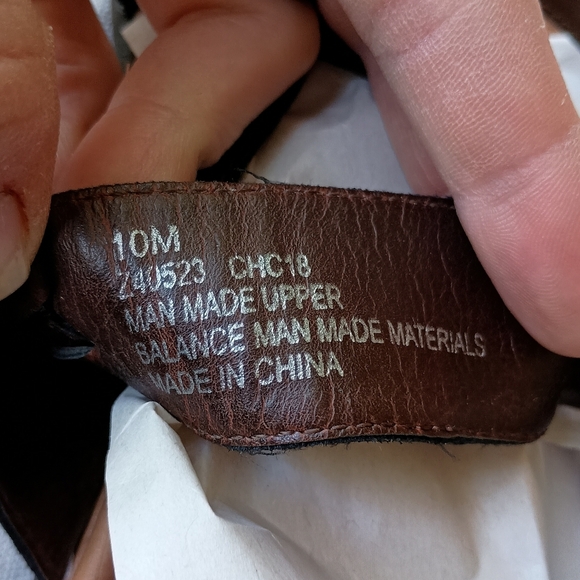 10M
240523 CHC18
MAN MADE UPPER
BALANCE MAN MADE MATERIALS
MADE IN CHINA